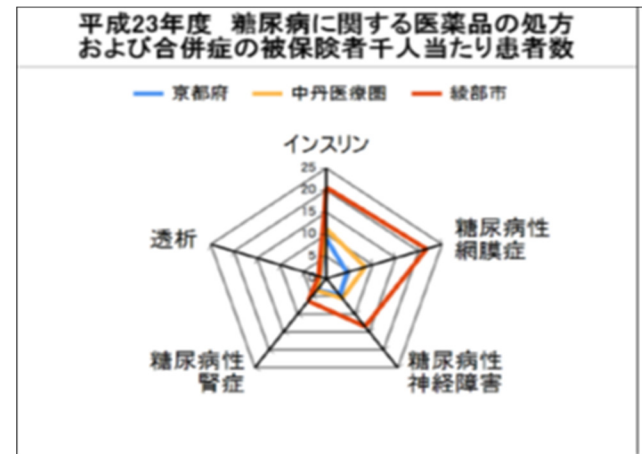 平成23年度 糖尿病に関する医薬品の処方
および合併症の被保険者千人当たり患者数
京都府 中丹医療圏 綾部市
インスリン
25
20
15
10
5
透析
糖尿病性
網膜症
糖尿病性
腎症
糖尿病性
神経障害